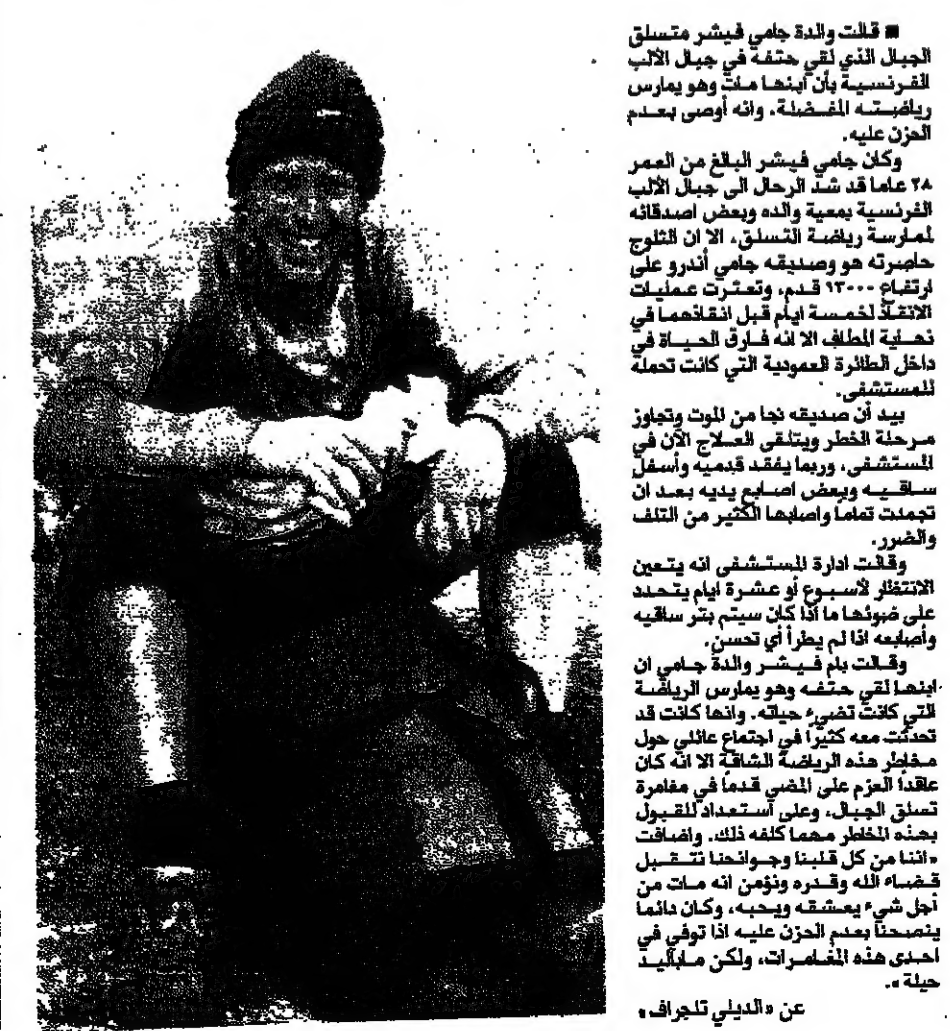 ■ قالت والدة جامي فيشر متسلق
الجبال الذي لقي حتفه في جبال الألب
الفرنسية بأن ابنها مات وهو يمارس
رياضته المفضلة، وانه أوصى بعدم
الحزن عليه.
وكان جامي فيشر البالغ من العمر
٢٨ عاما قد شد الرحال الى جبال الألب
الفرنسية بمعية والده وبعض اصدقائه
لممارسة رياضة التسلق، الا ان الثلوج
حاصرته هو وصديقه جامي أندرو على
ارتفاع ١٣٠٠٠ قدم، وتعثرت عمليات
الانقاذ لخمسة ايام قبل انقاذهما في
نهاية المطاف الا انه فارق الحياة في
داخل الطائرة العمودية التي كانت تحمله
للمستشفى.
بيد أن صديقه نجا من الموت وتجاوز
مرحلة الخطر ويتلقى العلاج الآن في
المستشفى، وربما يفقد قدميه وأسفل
ساقيه وبعض اصابع يديه بعد ان
تجمدت تماما واصابها الكثير من التلف
والضرر.
وقالت ادارة المستشفى انه يتعين
الانتظار لأسبوع أو عشرة ايام يتحدد
على ضوئها ما اذا كان سيتم بتر ساقيه
وأصابعه اذا لم يطرأ أي تحسن.
وقالت بام فيشر والدة جامي ان
ابنها لقي حتفه وهو يمارس الرياضة
التي كانت تضيء حياته. وانها كانت قد
تحدثت معه كثيراً في اجتماع عائلي حول
مخاطر هذه الرياضة الشاقة الا انه كان
عاقداً العزم على المضي قدماً في مغامرة
تسلق الجبال، وعلى استعداد للقبول
بهذه المخاطر مهما كلفه ذلك. واضافت
«اننا من كل قلبنا وجوانحنا نتقبل
قضاء الله وقدره ونؤمن انه مات من
أجل شيء يعشقه ويحبه، وكان دائما
ينصحنا بعدم الحزن عليه اذا توفي في
احدى هذه المغامرات، ولكن مابأليد
حيلة».
عن «الديلي تلجراف»